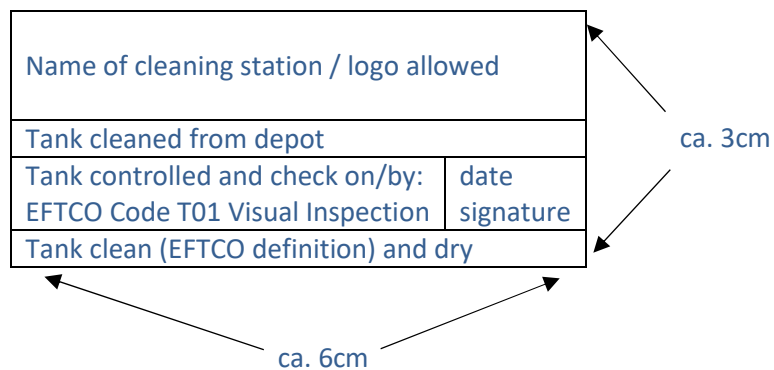 Name of cleaning station / logo allowed
Tank cleaned from depot
ca. 3cm
Tank controlled and check on/by: date
EFTCO Code T01 Visual Inspection signature
Tank clean (EFTCO definition) and dry
ca. 6cm